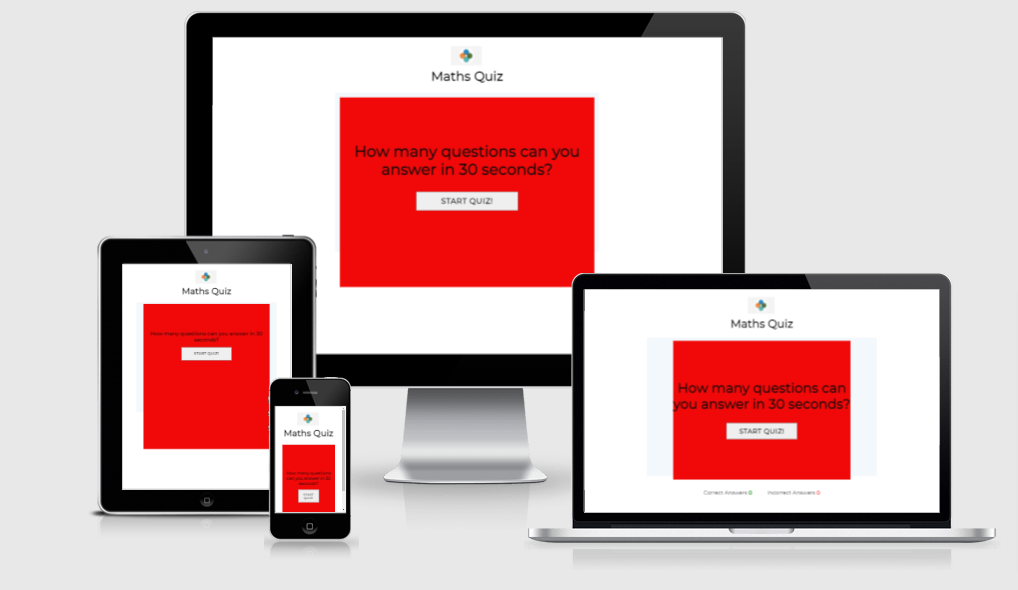 Maths Quiz
How many questions can you
answer in 30 seconds?
START QUIZ!
Maths Quiz
How many questions can you answer in 30
seconds?
START QUIZ!
Maths Quiz
How many questions
can you answer in 30
seconds?
START
QUIZ!
Maths Quiz
How many questions can
you answer in 30 seconds?
START QUIZ!
Correct Answers 0 Incorrect Answers 0